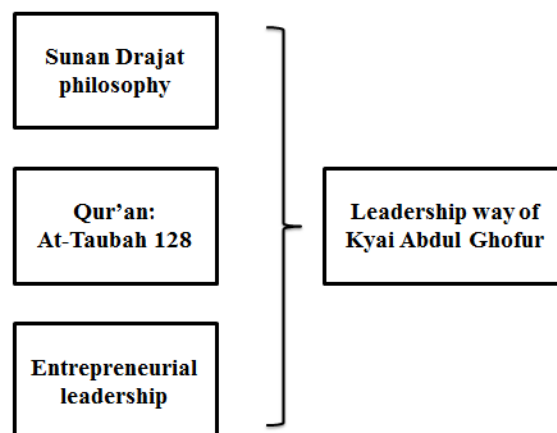 Sunan Drajat
philosophy
Qur’an:
At-Taubah 128
Entrepreneurial
leadership
Leadership way of
Kyai Abdul Ghofur